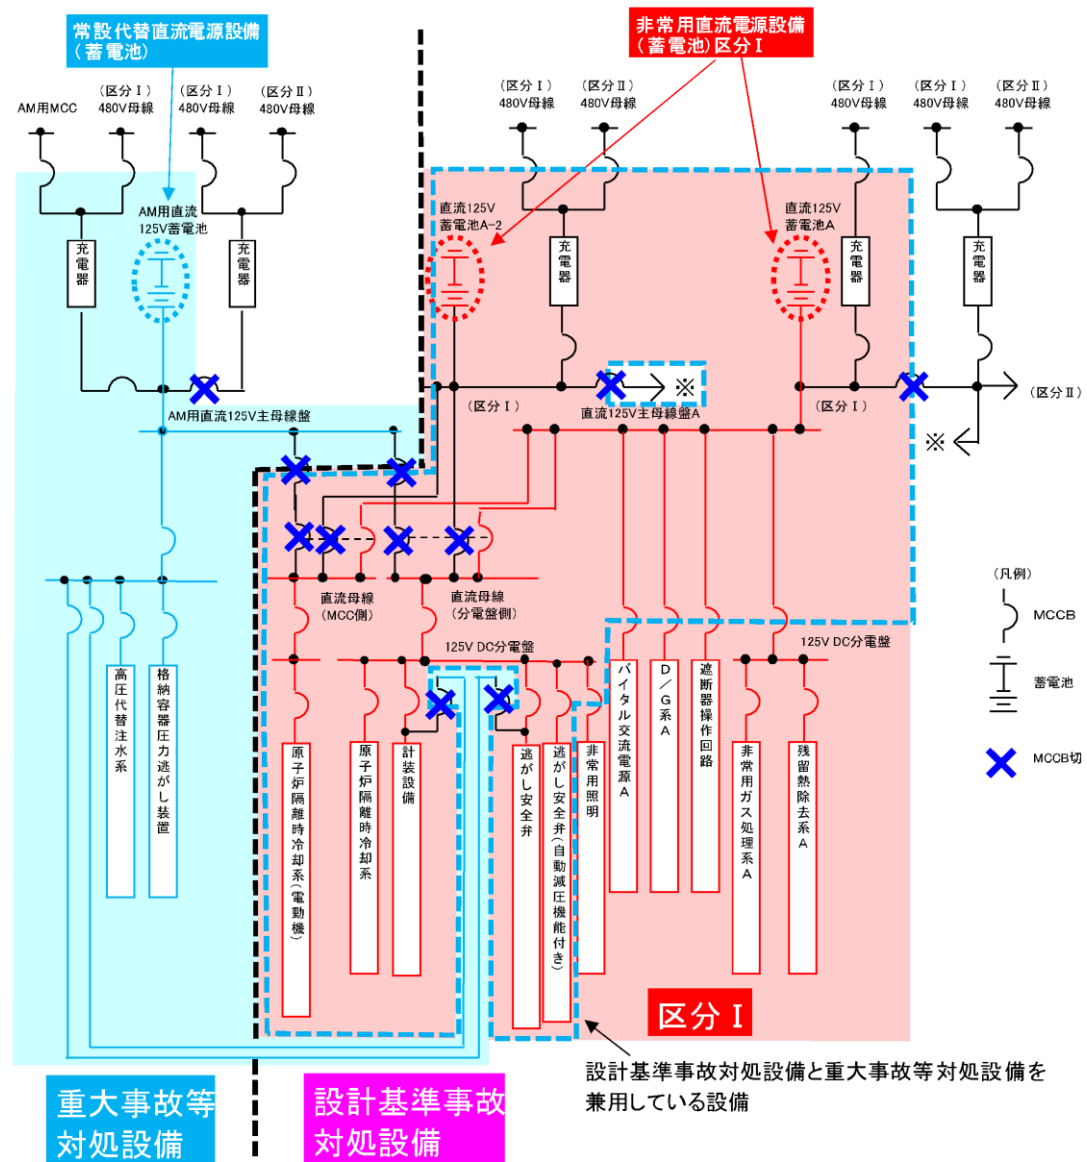 常設代替直流電源設備
(蓄電池)
非常用直流電源設備
(蓄電池)区分Ⅰ
AM用MCC
(区分Ⅰ)
480V母線
(区分Ⅰ)
480V母線
(区分Ⅱ)
480V母線
(区分Ⅰ)
480V母線
(区分Ⅱ)
480V母線
(区分Ⅰ)
480V母線
(区分Ⅰ)
480V母線
(区分Ⅱ)
480V母線
AM用直流
125V蓄電池
直流125V
蓄電池A-2
直流125V
蓄電池A
充電器
充電器
充電器
充電器
充電器
※
(区分Ⅱ)
AM用直流125V主母線盤
(区分Ⅰ)
直流125V主母線盤A
(区分Ⅰ)
※
直流母線
(MCC側)
直流母線
(分電盤側)
125V DC分電盤
125V DC分電盤
(凡例)
MCCB
蓄電池
MCCB切
高圧代替注水系
格納容器圧力逃がし装置
原子炉隔離時冷却系(電動機)
原子炉隔離時冷却系
計装設備
逃がし安全弁
逃がし安全弁(自動減圧機能付き)
非常用照明
バイタル交流電源A
D/G系A
遮断器操作回路
非常用ガス処理系A
残留熱除去系A
区分Ⅰ
設計基準事故対処設備と重大事故等対処設備を
兼用している設備
重大事故等
対処設備
設計基準事故
対処設備